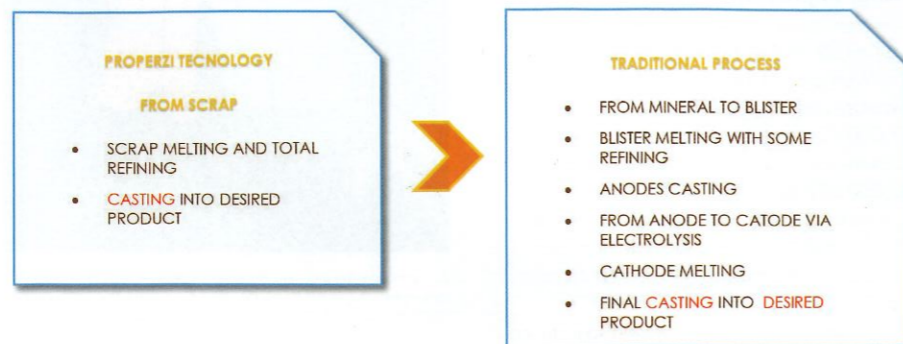 PROPERZI TECNOLOGY
FROM SCRAP
• SCRAP MELTING AND TOTAL
REFINING
• CASTING INTO DESIRED
PRODUCT
TRADITIONAL PROCESS
• FROM MINERAL TO BLISTER
• BLISTER MELTING WITH SOME
REFINING
• ANODES CASTING
• FROM ANODE TO CATODE VIA
ELECTROLYSIS
• CATHODE MELTING
• FINAL CASTING INTO DESIRED
PRODUCT